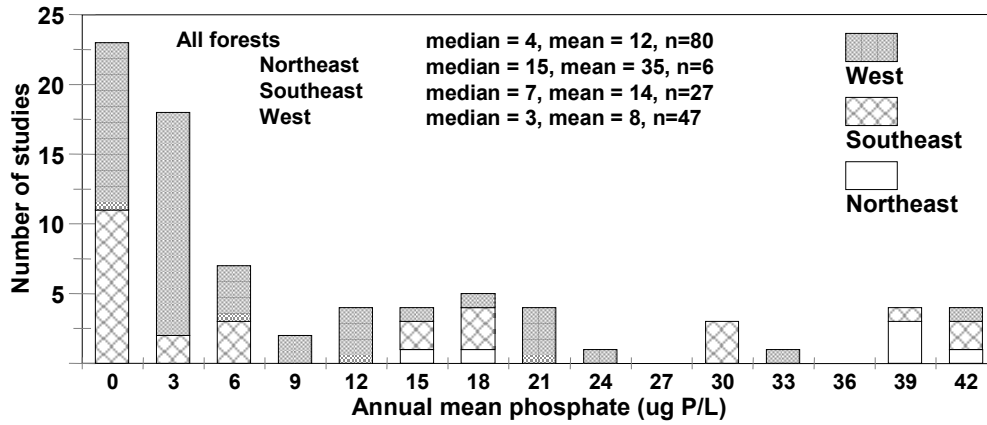 25
20
15
10
5
Number of studies
All forests median = 4, mean = 12, n=80
Northeast median = 15, mean = 35, n=6
Southeast median = 7, mean = 14, n=27
West median = 3, mean = 8, n=47
West
Southeast
Northeast
0 3 6 9 12 15 18 21 24 27 30 33 36 39 42
Annual mean phosphate (ug P/L)